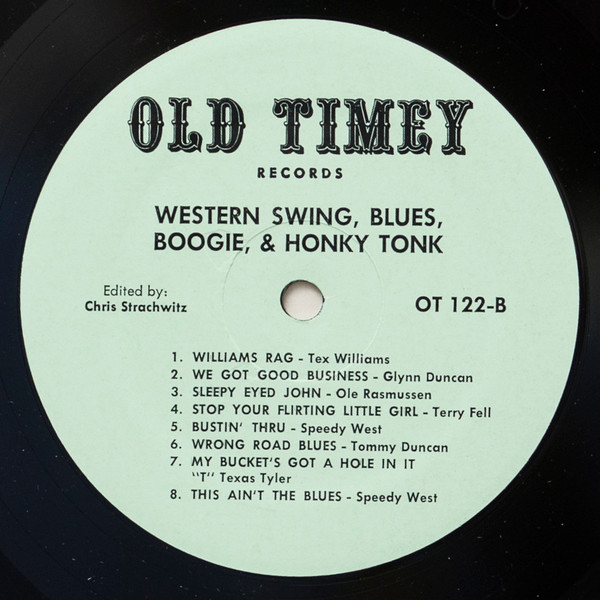 OLD TIMEY
RECORDS
WESTERN SWING, BLUES,
BOOGIE, & HONKY TONK
Edited by:
Chris Strachwitz
OT 122-B
1. WILLIAMS RAG - Tex Williams
2. WE GOT GOOD BUSINESS - Glynn Duncan
3. SLEEPY EYED JOHN - Ole Rasmussen
4. STOP YOUR FLIRTING LITTLE GIRL - Terry Fell
5. BUSTIN' THRU - Speedy West
6. WRONG ROAD BLUES - Tommy Duncan
7. MY BUCKET'S GOT A HOLE IN IT
"T" Texas Tyler
8. THIS AIN'T THE BLUES - Speedy West